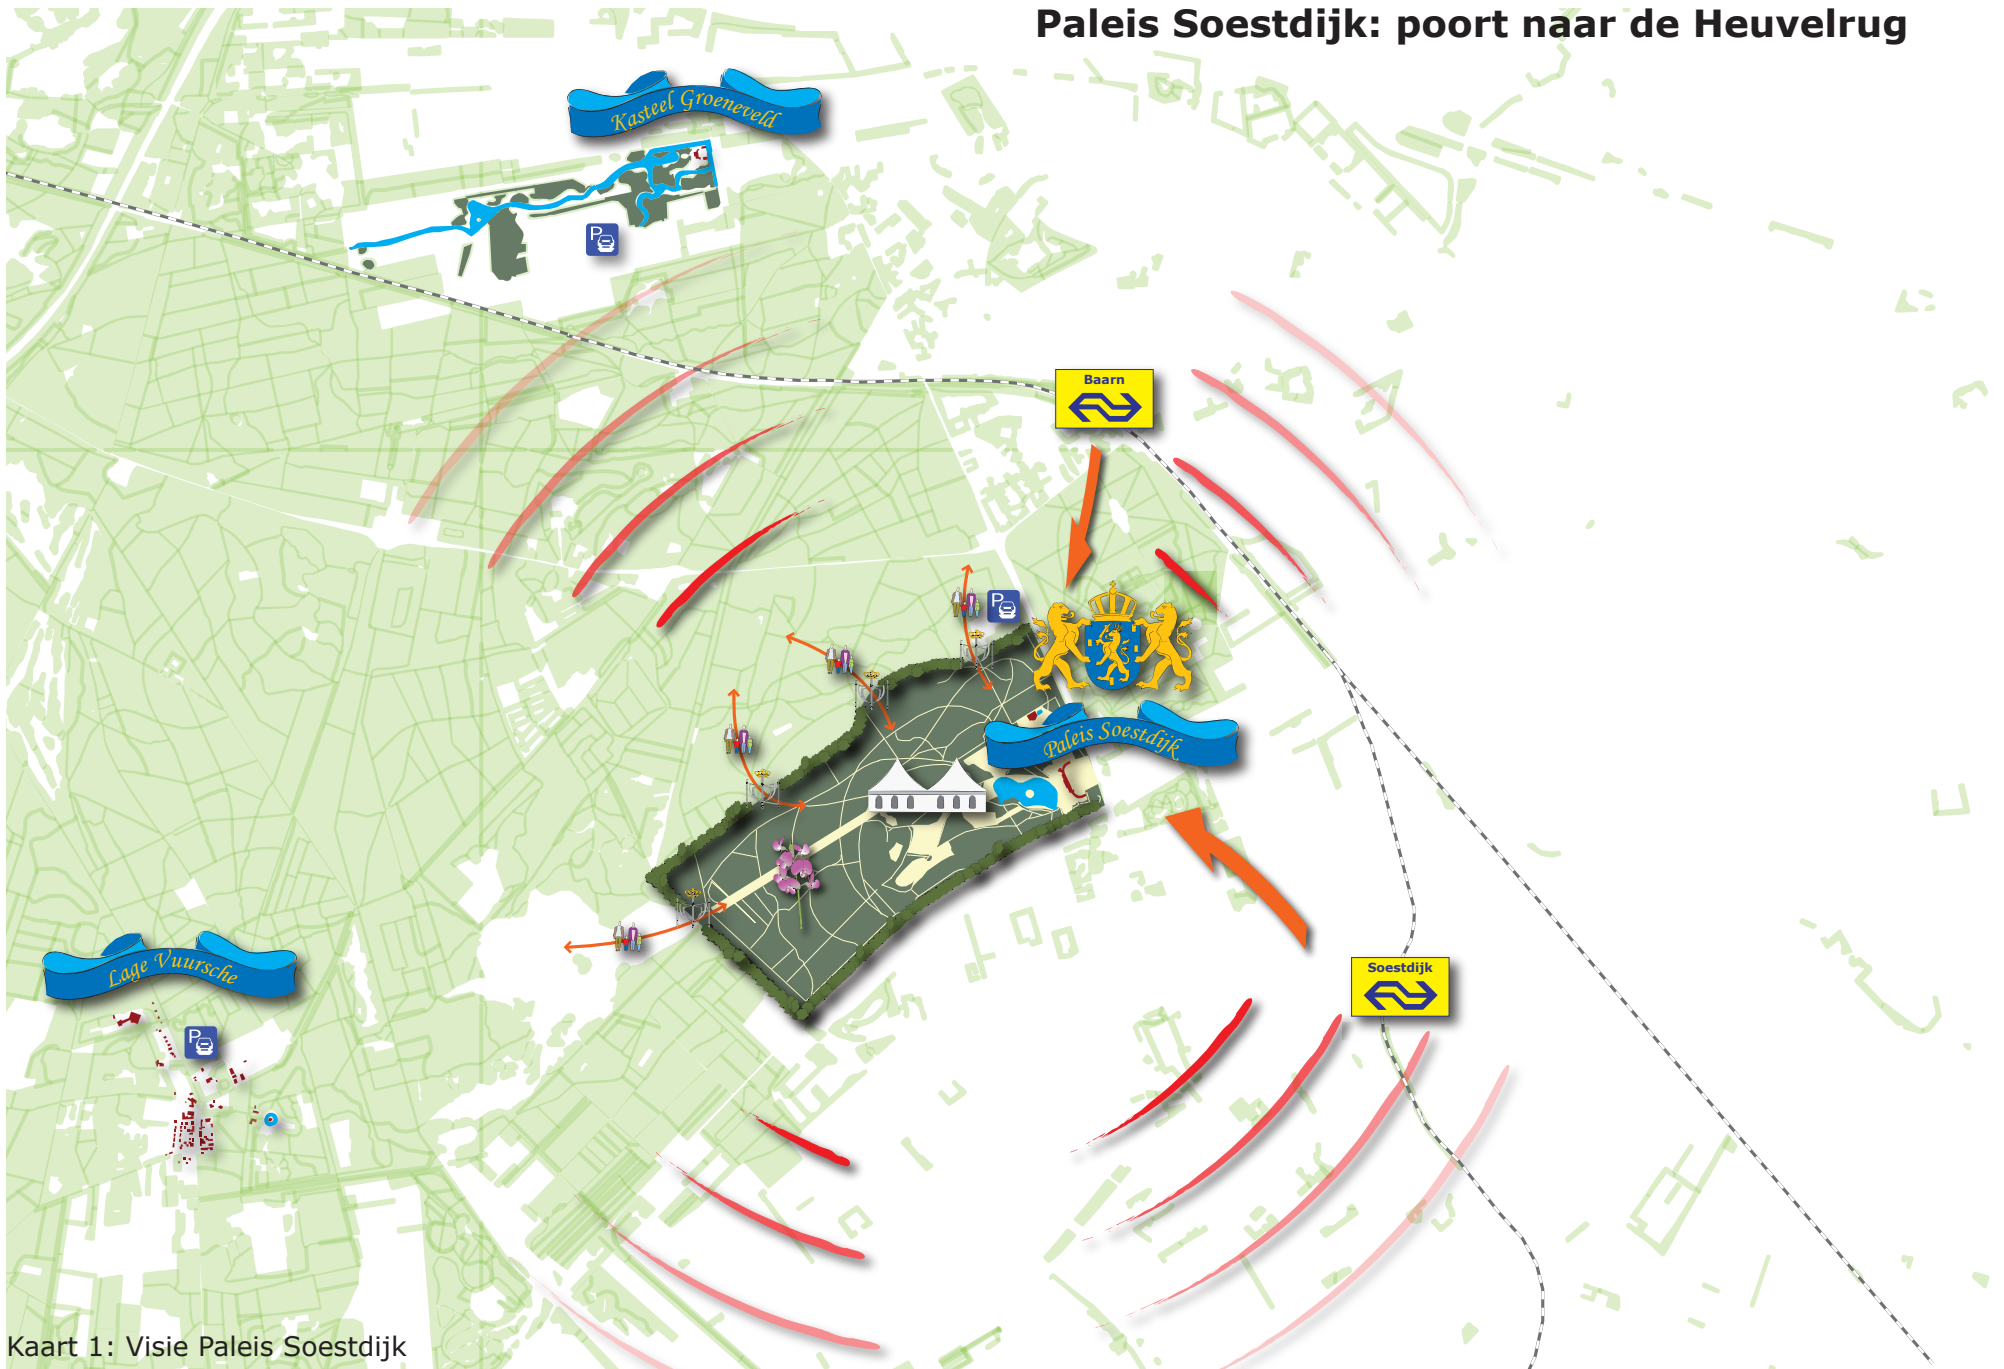 Paleis Soestdijk: poort naar de Heuvelrug
Kasteel Groeneveld
P
Baarn
P
Paleis Soestdijk
Lage Vuursche
Soestdijk
P
Kaart 1: Visie Paleis Soestdijk